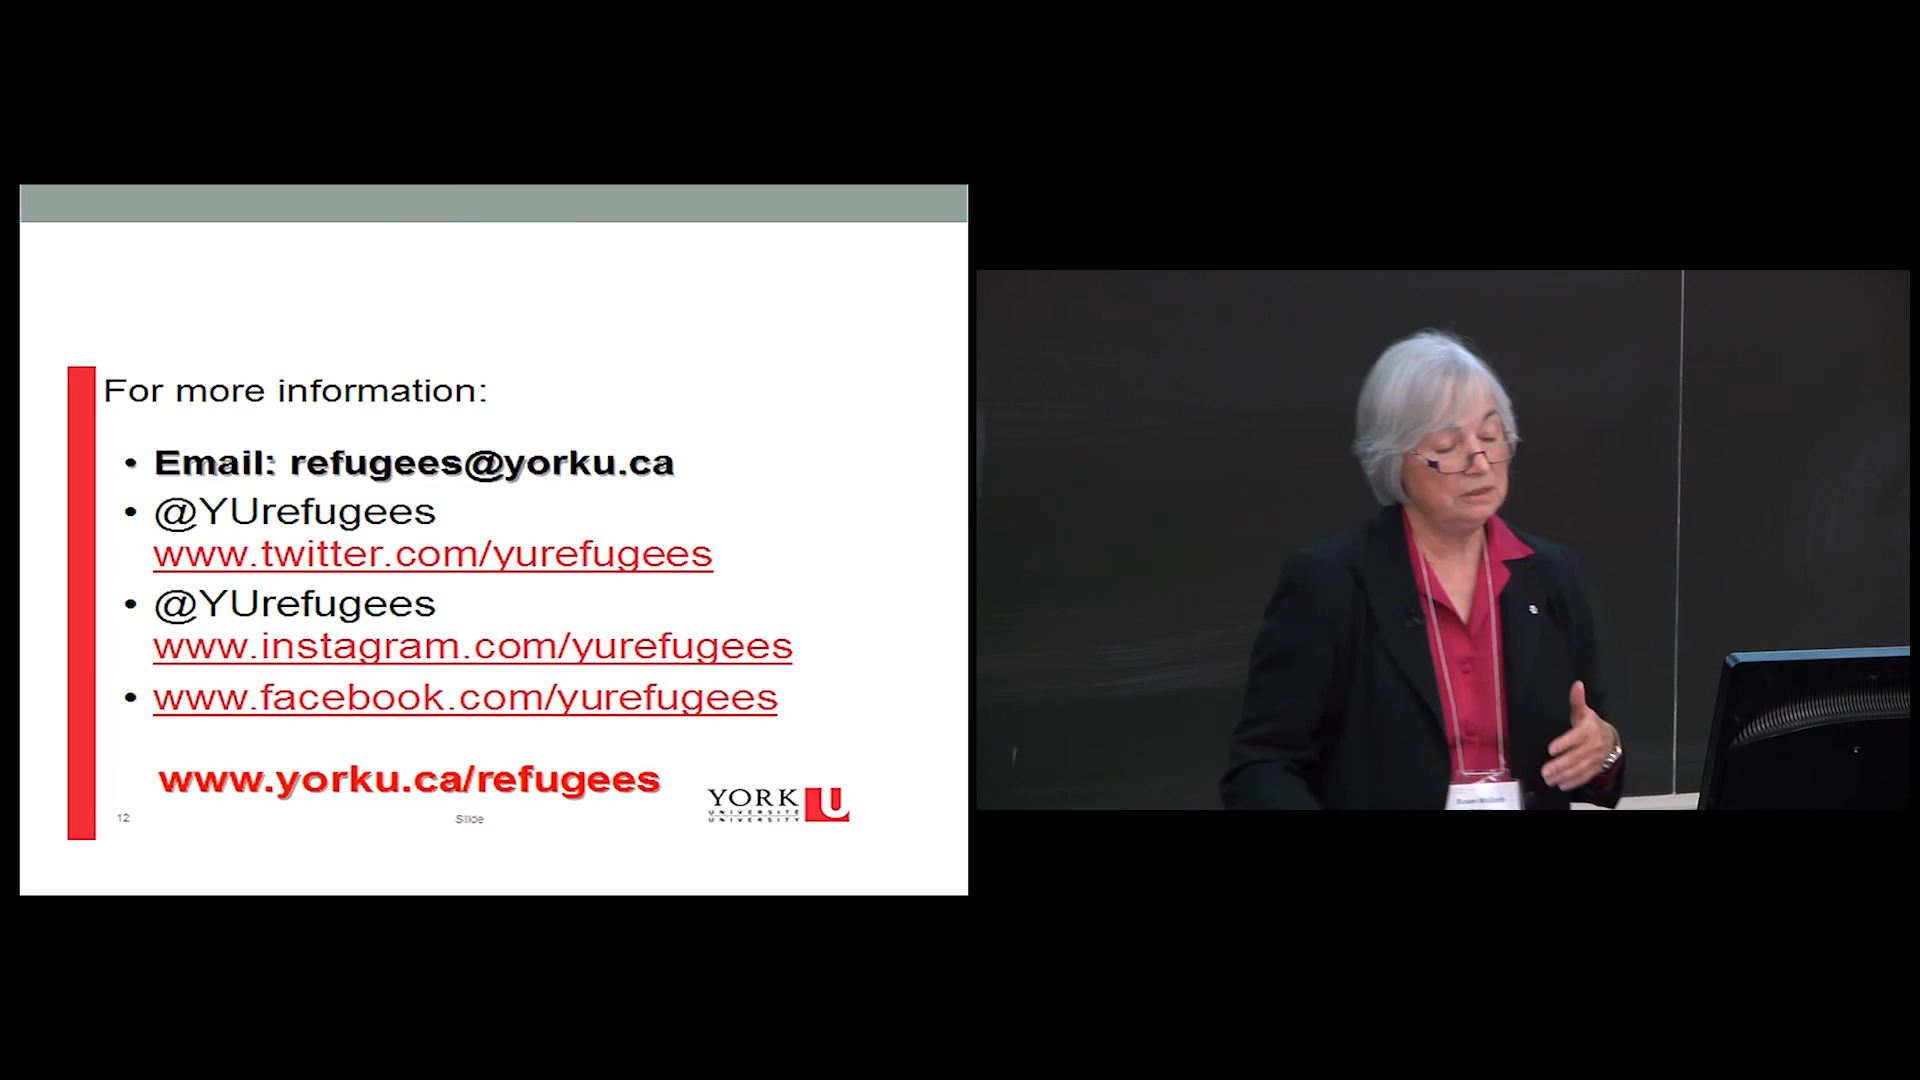 For more information:
• Email: refugees@yorku.ca
• @YUrefugees
www.twitter.com/yurefugees
• @YUrefugees
www.instagram.com/yurefugees
• www.facebook.com/yurefugees
www.yorku.ca/refugees
YORK U
UNIVERSITÉ
UNIVERSITY
12
Slide